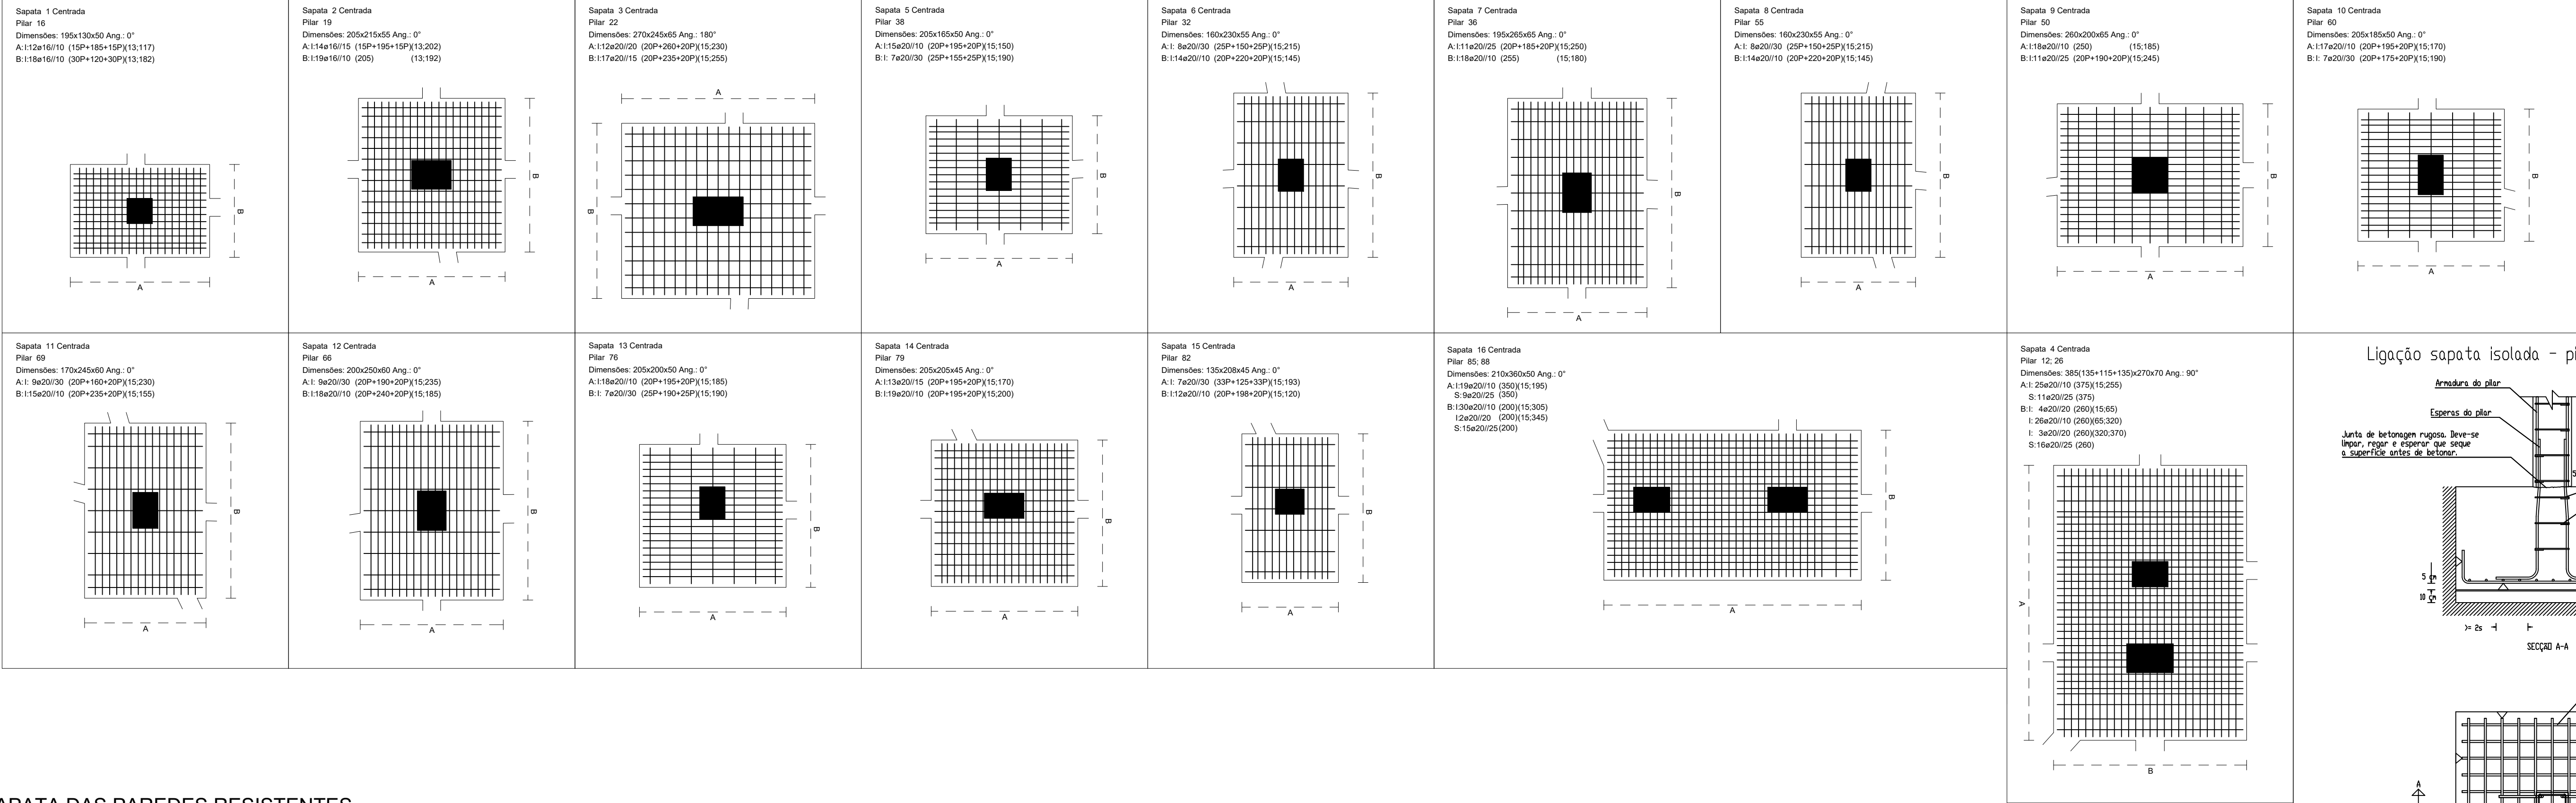 Sapata 1 Centrada
Pilar 16
Dimensões: 195x130x50 Ang.: 0°
A:I:12ø16//10 (15P+185+15P)(13;117)
B:I:18ø16//10 (30P+120+30P)(13;182)
A
B
Sapata 2 Centrada
Pilar 19
Dimensões: 205x215x55 Ang.: 0°
A:I:14ø16//15 (15P+195+15P)(13;202)
B:I:19ø16//10 (205) (13;192)
A
B
Sapata 3 Centrada
Pilar 22
Dimensões: 270x245x65 Ang.: 180°
A:I:12ø20//20 (20P+260+20P)(15;230)
B:I:17ø20//15 (20P+235+20P)(15;255)
A
B
Sapata 5 Centrada
Pilar 38
Dimensões: 205x165x50 Ang.: 0°
A:I:15ø20//10 (20P+195+20P)(15;150)
B:I: 7ø20//30 (25P+155+25P)(15;190)
A
B
Sapata 6 Centrada
Pilar 32
Dimensões: 160x230x55 Ang.: 0°
A:I: 8ø20//30 (25P+150+25P)(15;215)
B:I:14ø20//10 (20P+220+20P)(15;145)
A
B
Sapata 7 Centrada
Pilar 36
Dimensões: 195x265x65 Ang.: 0°
A:I:11ø20//25 (20P+185+20P)(15;250)
B:I:18ø20//10 (255) (15;180)
A
B
Sapata 8 Centrada
Pilar 55
Dimensões: 160x230x55 Ang.: 0°
A:I: 8ø20//30 (25P+150+25P)(15;215)
B:I:14ø20//10 (20P+220+20P)(15;145)
A
B
Sapata 9 Centrada
Pilar 50
Dimensões: 260x200x65 Ang.: 0°
A:I:18ø20//10 (250) (15;185)
B:I:11ø20//25 (20P+190+20P)(15;245)
A
B
Sapata 10 Centrada
Pilar 60
Dimensões: 205x185x50 Ang.: 0°
A:I:17ø20//10 (20P+195+20P)(15;170)
B:I: 7ø20//30 (20P+175+20P)(15;190)
A
B
Sapata 11 Centrada
Pilar 69
Dimensões: 170x245x60 Ang.: 0°
A:I: 9ø20//30 (20P+160+20P)(15;230)
B:I:15ø20//10 (20P+235+20P)(15;155)
A
B
Sapata 12 Centrada
Pilar 66
Dimensões: 200x250x60 Ang.: 0°
A:I: 9ø20//30 (20P+190+20P)(15;235)
B:I:18ø20//10 (20P+240+20P)(15;185)
A
B
Sapata 13 Centrada
Pilar 76
Dimensões: 205x200x50 Ang.: 0°
A:I:18ø20//10 (20P+195+20P)(15;185)
B:I: 7ø20//30 (25P+190+25P)(15;190)
A
B
Sapata 14 Centrada
Pilar 79
Dimensões: 205x205x45 Ang.: 0°
A:I:13ø20//15 (20P+195+20P)(15;170)
B:I:19ø20//10 (20P+195+20P)(15;200)
A
B
Sapata 15 Centrada
Pilar 82
Dimensões: 135x208x45 Ang.: 0°
A:I: 7ø20//30 (33P+125+33P)(15;193)
B:I:12ø20//10 (20P+198+20P)(15;120)
A
B
Sapata 16 Centrada
Pilar 85; 88
Dimensões: 210x360x50 Ang.: 0°
A:I:19ø20//10 (350)(15;195)
S:9ø20//25 (350)
B:I:30ø20//10 (200)(15;305)
I:2ø20//20 (200)(15;345)
S:15ø20//25(200)
A
B
Sapata 4 Centrada
Pilar 12; 26
Dimensões: 385(135+115+135)x270x70 Ang.: 90°
A:I: 25ø20//10 (375)(15;255)
S:11ø20//25 (375)
B:I: 4ø20//20 (260)(15;65)
I: 26ø20//10 (260)(65;320)
I: 3ø20//20 (260)(320;370)
S:16ø20//25 (260)
A
B
Ligação sapata isolada - pi
Armadura do pilar
Esperas do pilar
Junta de betonagem rugosa. Deve-se
limpar, regar e esperar que seque
a superfície antes de betonar.
5 cm
10 cm
>= 2s
SECÇÃO A-A
A
APATA DAS PAREDES RESISTENTES